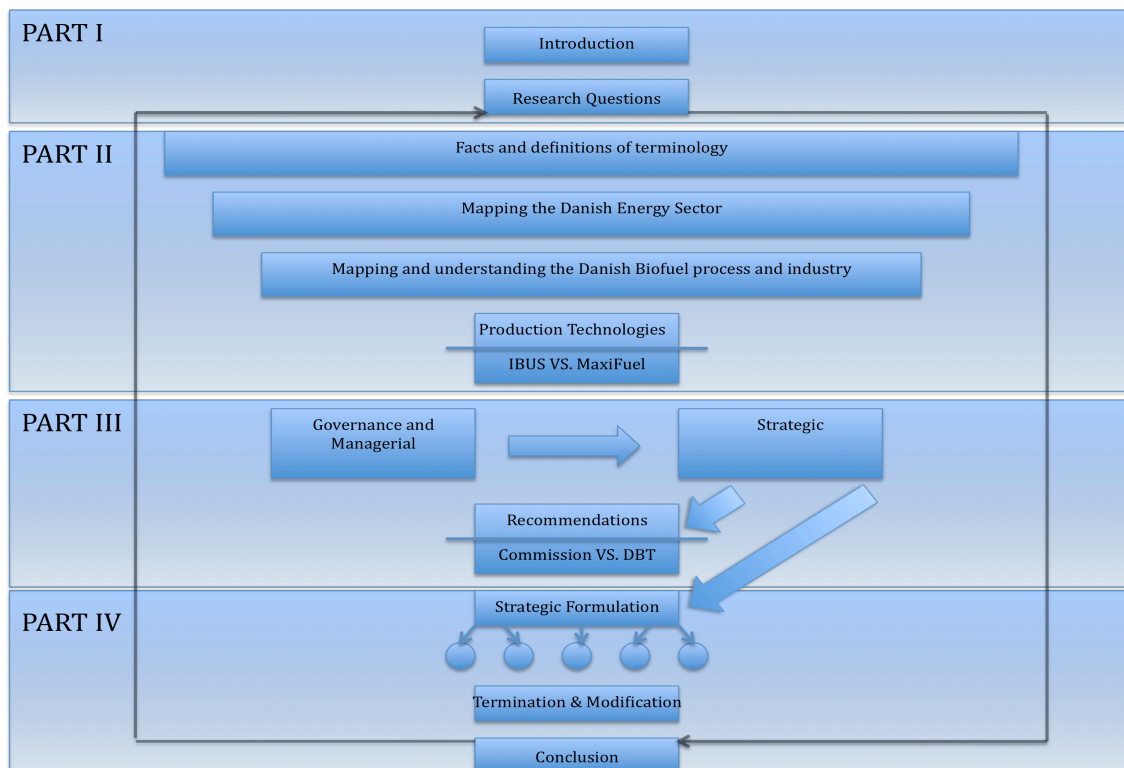 PART I
Introduction
Research Questions
PART II
Facts and definitions of terminology
Mapping the Danish Energy Sector
Mapping and understanding the Danish Biofuel process and industry
Production Technologies
IBUS VS. MaxiFuel
PART III
Governance and
Managerial
Strategic
Recommendations
Commission VS. DBT
PART IV
Strategic Formulation
Termination & Modification
Conclusion